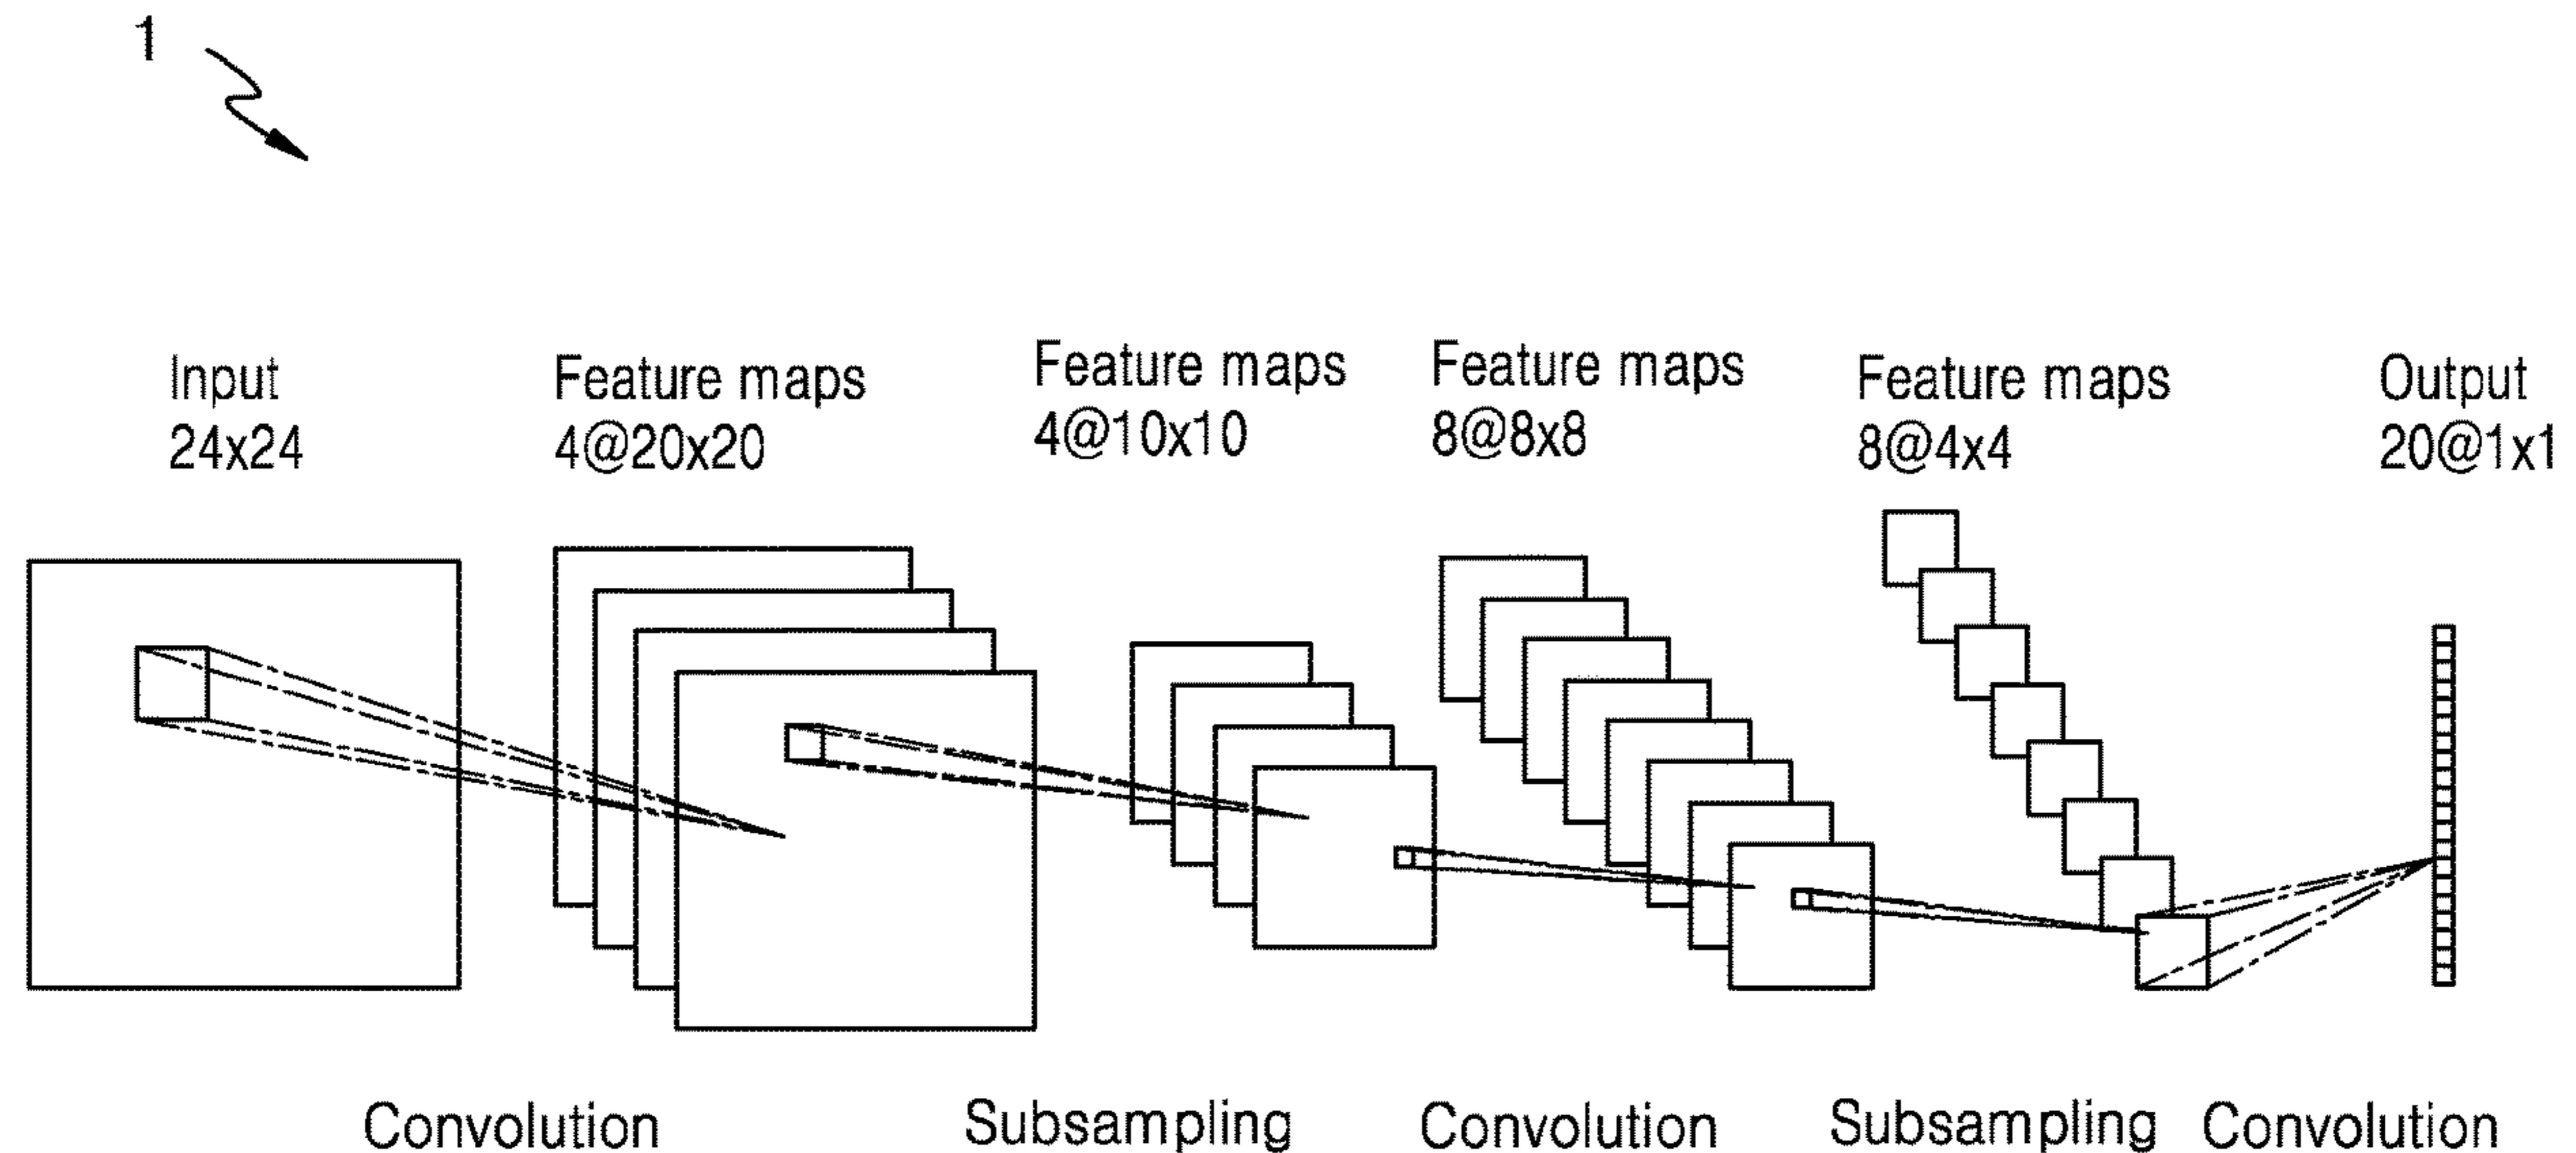 1
Input
24x24
Feature maps
4@20x20
Feature maps
4@10x10
Feature maps
8@8x8
Feature maps
8@4x4
Output
20@1x1
Convolution
Subsampling
Convolution
Subsampling
Convolution